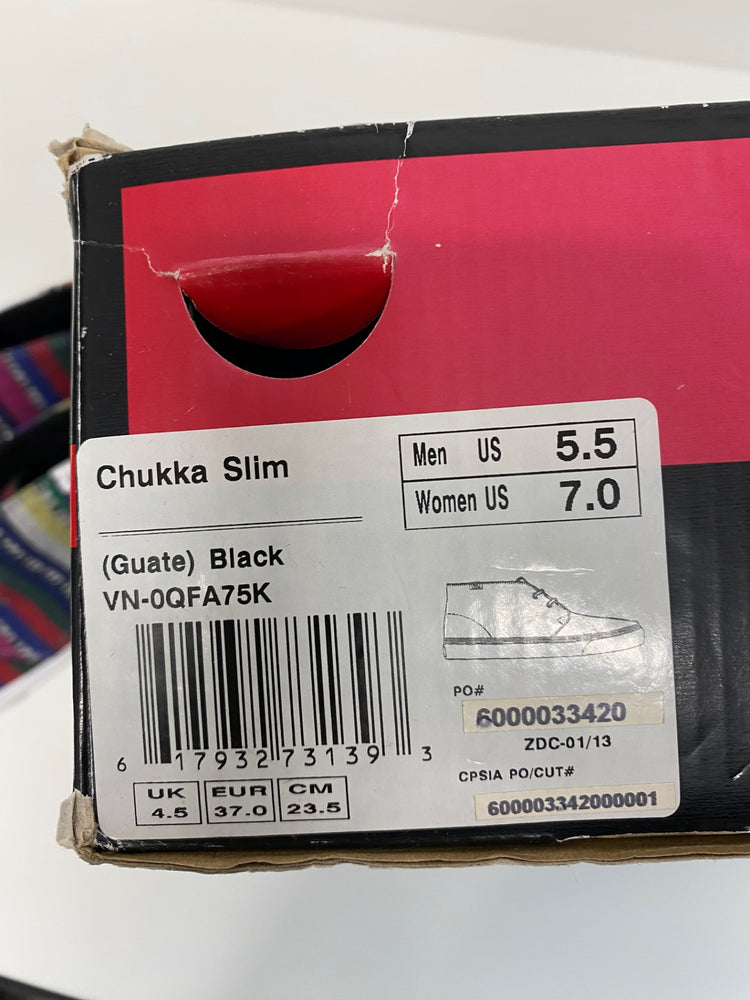 Chukka Slim
Men US 5.5
Women US 7.0
(Guate) Black
VN-0QFA75K
6 17932 73139 3
PO#
6000033420
ZDC-01/13
CPSIA PO/CUT#
600003342000001
UK EUR CM
4.5 37.0 23.5